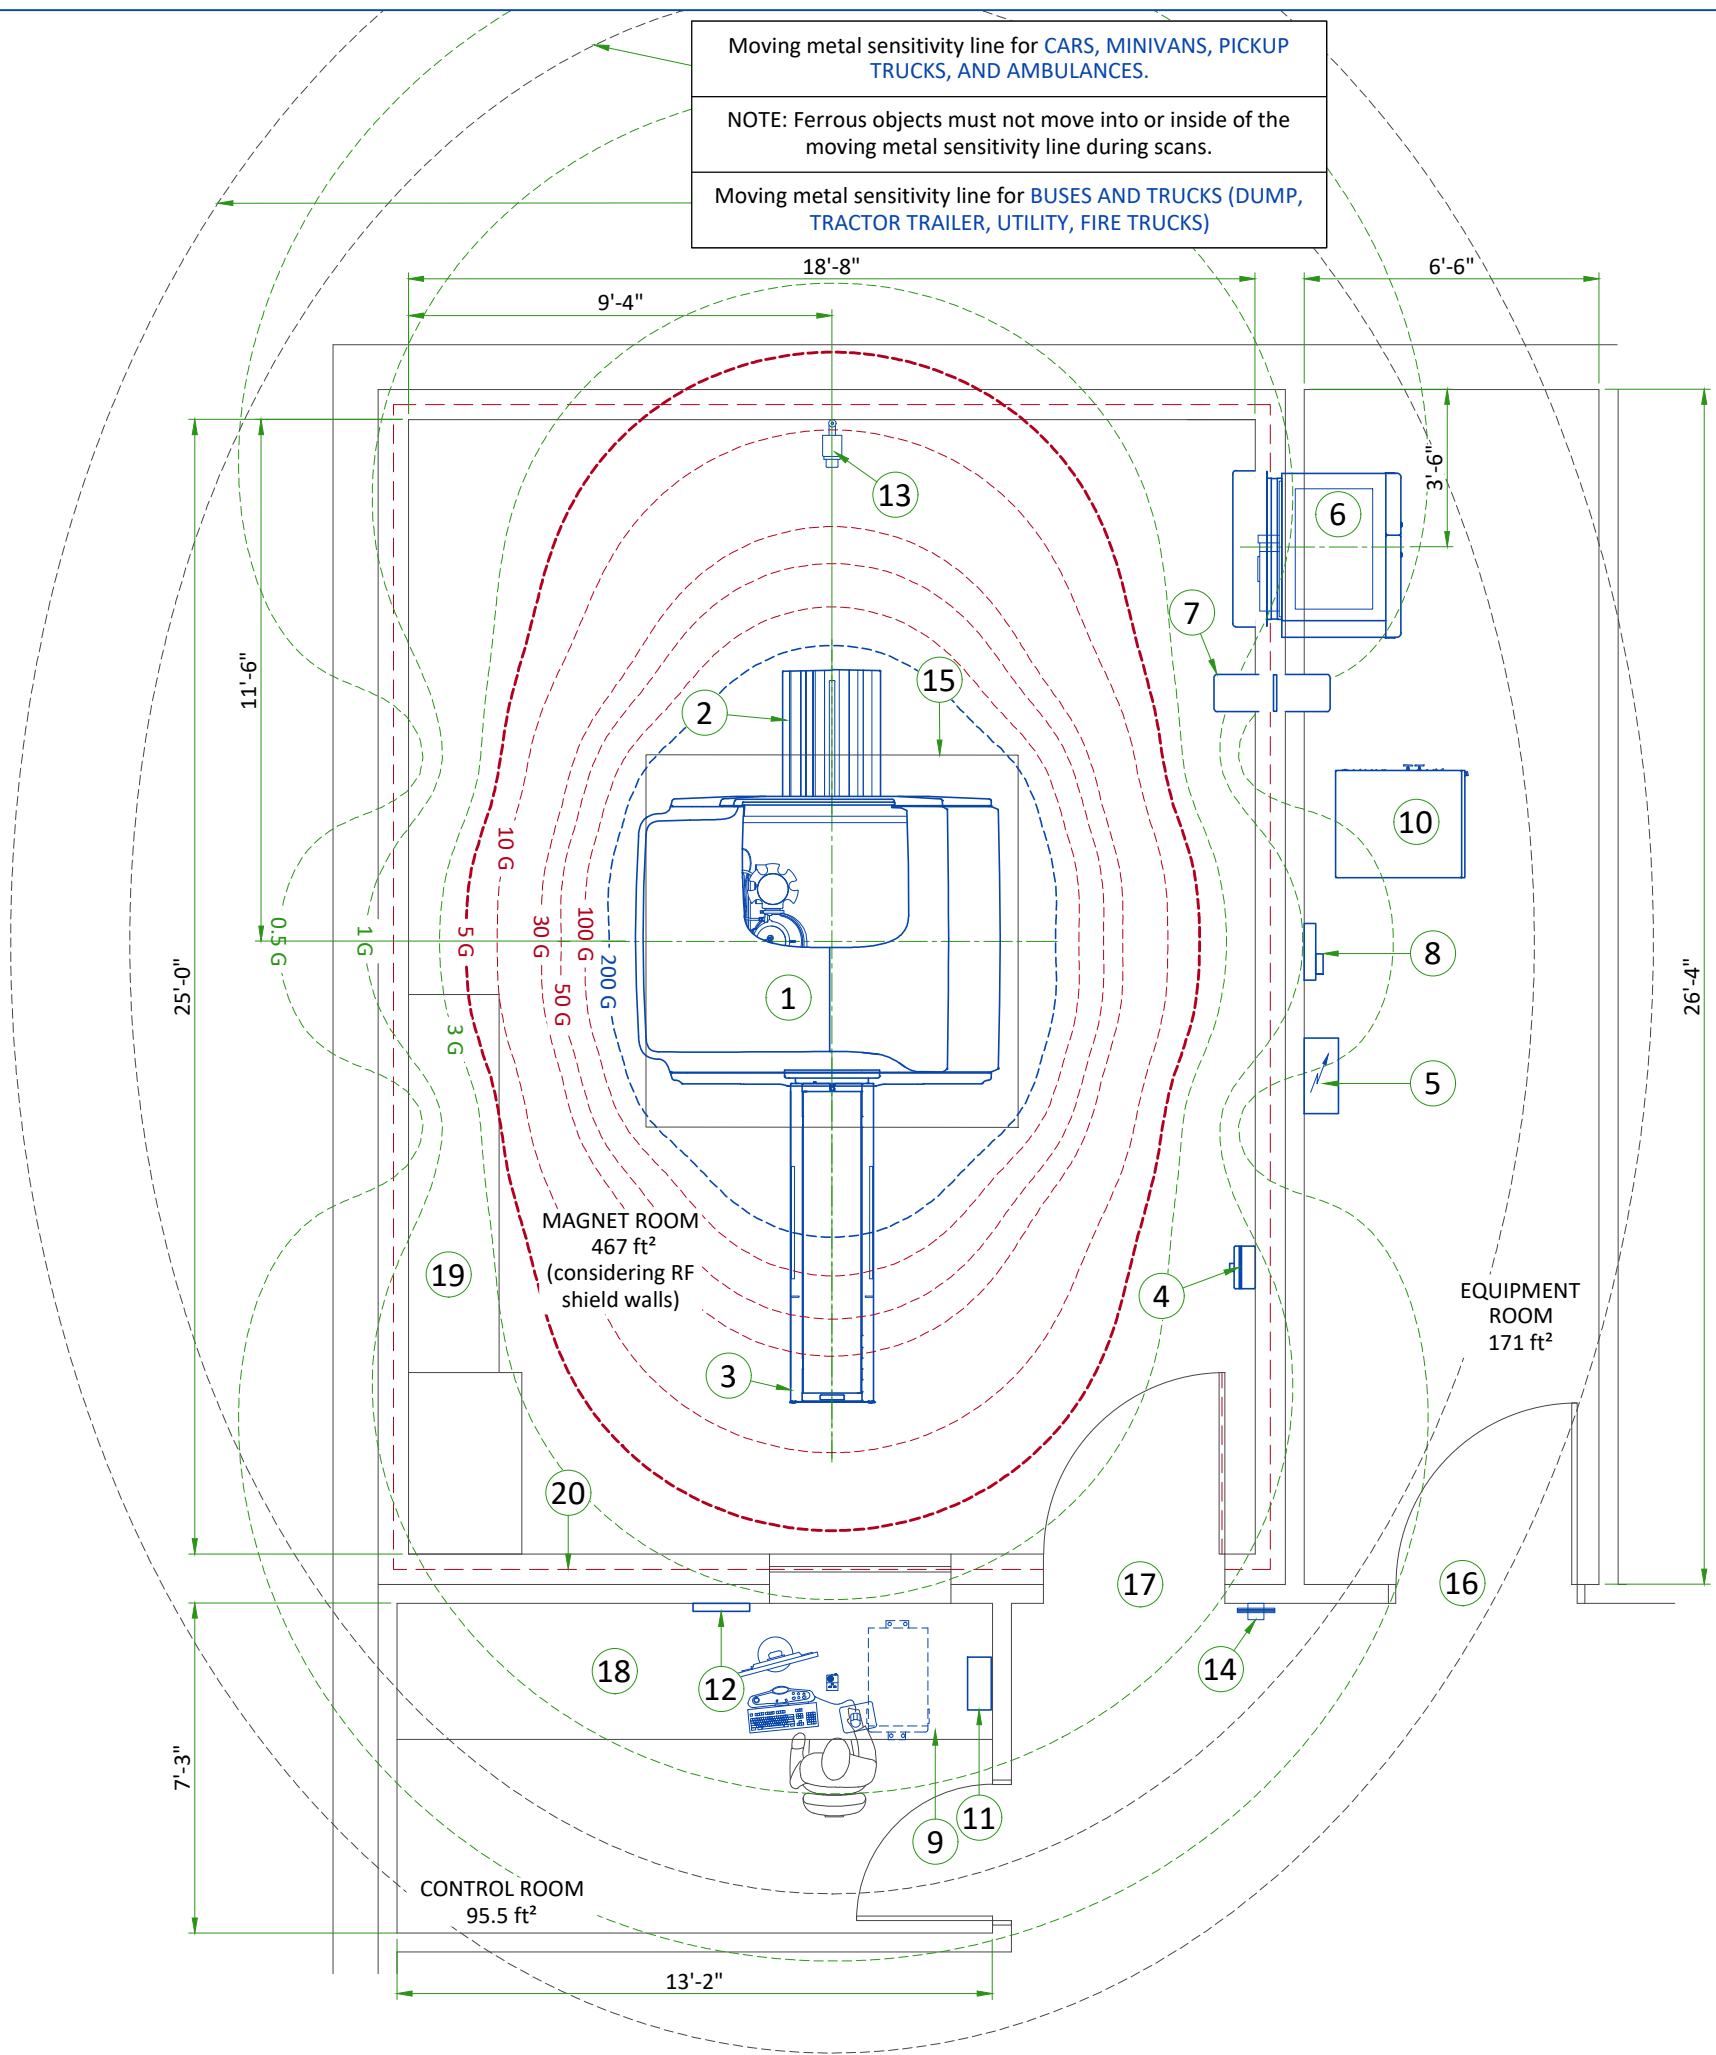 Moving metal sensitivity line for CARS, MINIVANS, PICKUP
TRUCKS, AND AMBULANCES.
NOTE: Ferrous objects must not move into or inside of the
moving metal sensitivity line during scans.
Moving metal sensitivity line for BUSES AND TRUCKS (DUMP,
TRACTOR TRAILER, UTILITY, FIRE TRUCKS)
18'-8"
6'-6"
9'-4"
3'-6"
13
6
7
11'-6"
15
2
10
10 G
0.5 G
1 G
5 G
30 G
100 G
200 G
50 G
3 G
8
25'-0"
26'-4"
1
5
MAGNET ROOM
467 ft²
(considering RF
shield walls)
19
4
EQUIPMENT
ROOM
171 ft²
3
20
17
16
18
12
14
7'-3"
11
9
CONTROL ROOM
95.5 ft²
13'-2"